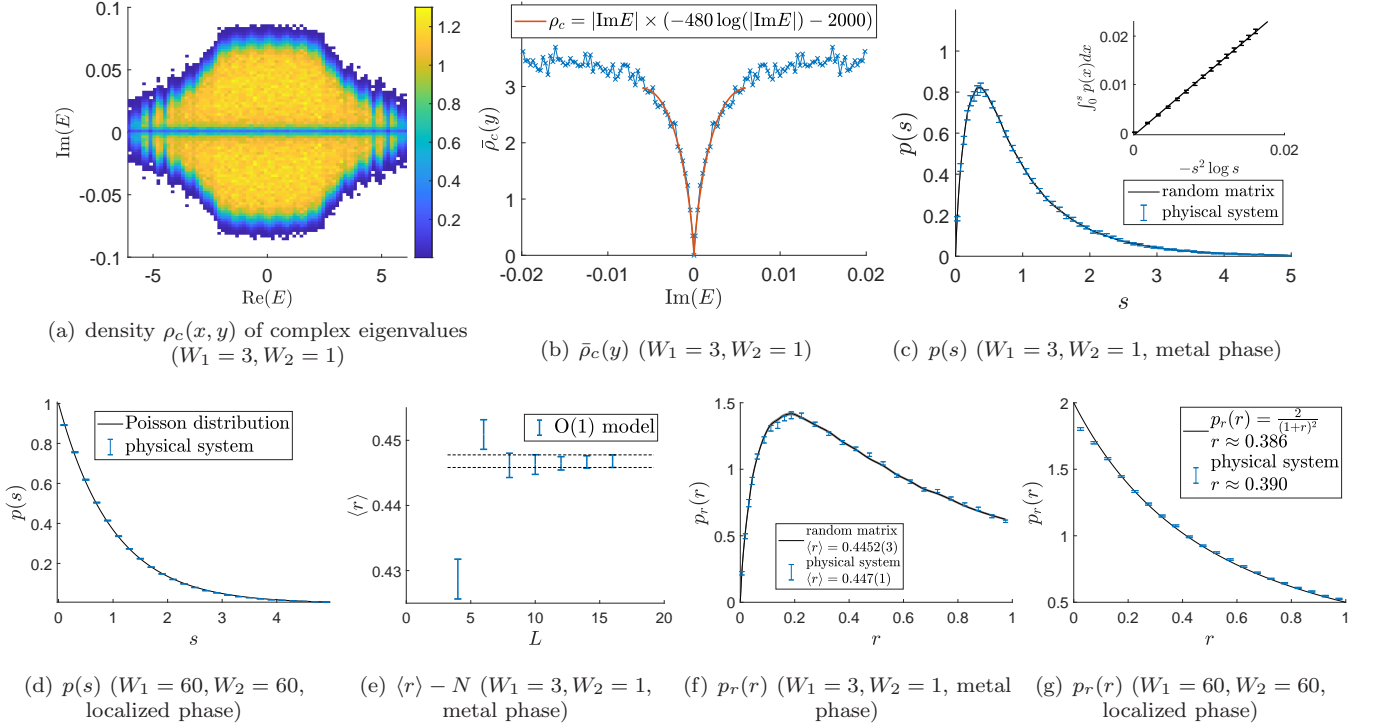 0.1
0.05
0
-0.05
-0.1
Im(E)
-5
0
5
Re(E)
1.2
1
0.8
0.6
0.4
0.2
(a) density ρ_c(x, y) of complex eigenvalues
(W₁ = 3, W₂ = 1)
ρ_c = |ImE| × (−480 log(|ImE|) − 2000)
3
2
1
0
ρ̄_c(y)
-0.02
-0.01
0
0.01
0.02
Im(E)
(b) ρ̄_c(y) (W₁ = 3, W₂ = 1)
1
0.8
0.6
0.4
0.2
0
p(s)
0
1
2
3
4
5
s
0.02
0.01
0
∫₀ˢ p(x)dx
0
0.02
−s² log s
random matrix
phyiscal system
(c) p(s) (W₁ = 3, W₂ = 1, metal phase)
1
0.8
0.6
0.4
0.2
p(s)
0
1
2
3
4
s
Poisson distribution
physical system
(d) p(s) (W₁ = 60, W₂ = 60,
localized phase)
0.45
0.44
0.43
⟨r⟩
0
5
10
15
20
L
O(1) model
(e) ⟨r⟩ − N (W₁ = 3, W₂ = 1,
metal phase)
1.5
1
0.5
0
p_r(r)
0
0.2
0.4
0.6
0.8
1
r
random matrix
⟨r⟩ = 0.4452(3)
physical system
⟨r⟩ = 0.447(1)
(f) p_r(r) (W₁ = 3, W₂ = 1, metal
phase)
2
1.5
1
0.5
p_r(r)
0
0.2
0.4
0.6
0.8
1
r
p_r(r) = 2/(1+r)²
r ≈ 0.386
physical system
r ≈ 0.390
(g) p_r(r) (W₁ = 60, W₂ = 60,
localized phase)